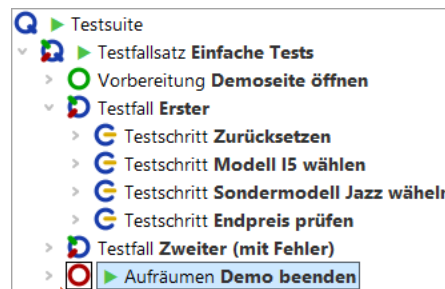 Testsuite
Testfallsatz Einfache Tests
Vorbereitung Demoseite öffnen
Testfall Erster
Testschritt Zurücksetzen
Testschritt Modell I5 wählen
Testschritt Sondermodell Jazz wäheln
Testschritt Endpreis prüfen
Testfall Zweiter (mit Fehler)
Aufräumen Demo beenden